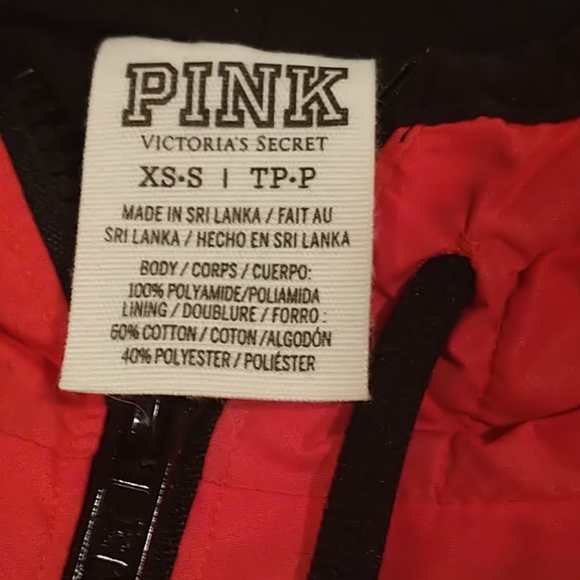 PINK
VICTORIA'S SECRET
XS•S | TP•P
MADE IN SRI LANKA / FAIT AU
SRI LANKA / HECHO EN SRI LANKA
BODY / CORPS / CUERPO:
100% POLYAMIDE/POLIAMIDA
LINING / DOUBLURE / FORRO :
60% COTTON / COTON /ALGODÓN
40% POLYESTER / POLIÉSTER